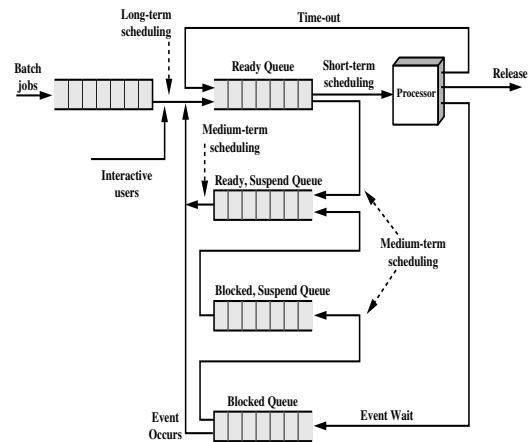 Time-out
Long-term
scheduling
Batch
jobs
Ready Queue
Short-term
scheduling
Processor
Release
Interactive
users
Medium-term
scheduling
Ready, Suspend Queue
Medium-term
scheduling
Blocked, Suspend Queue
Blocked Queue
Event
Occurs
Event Wait